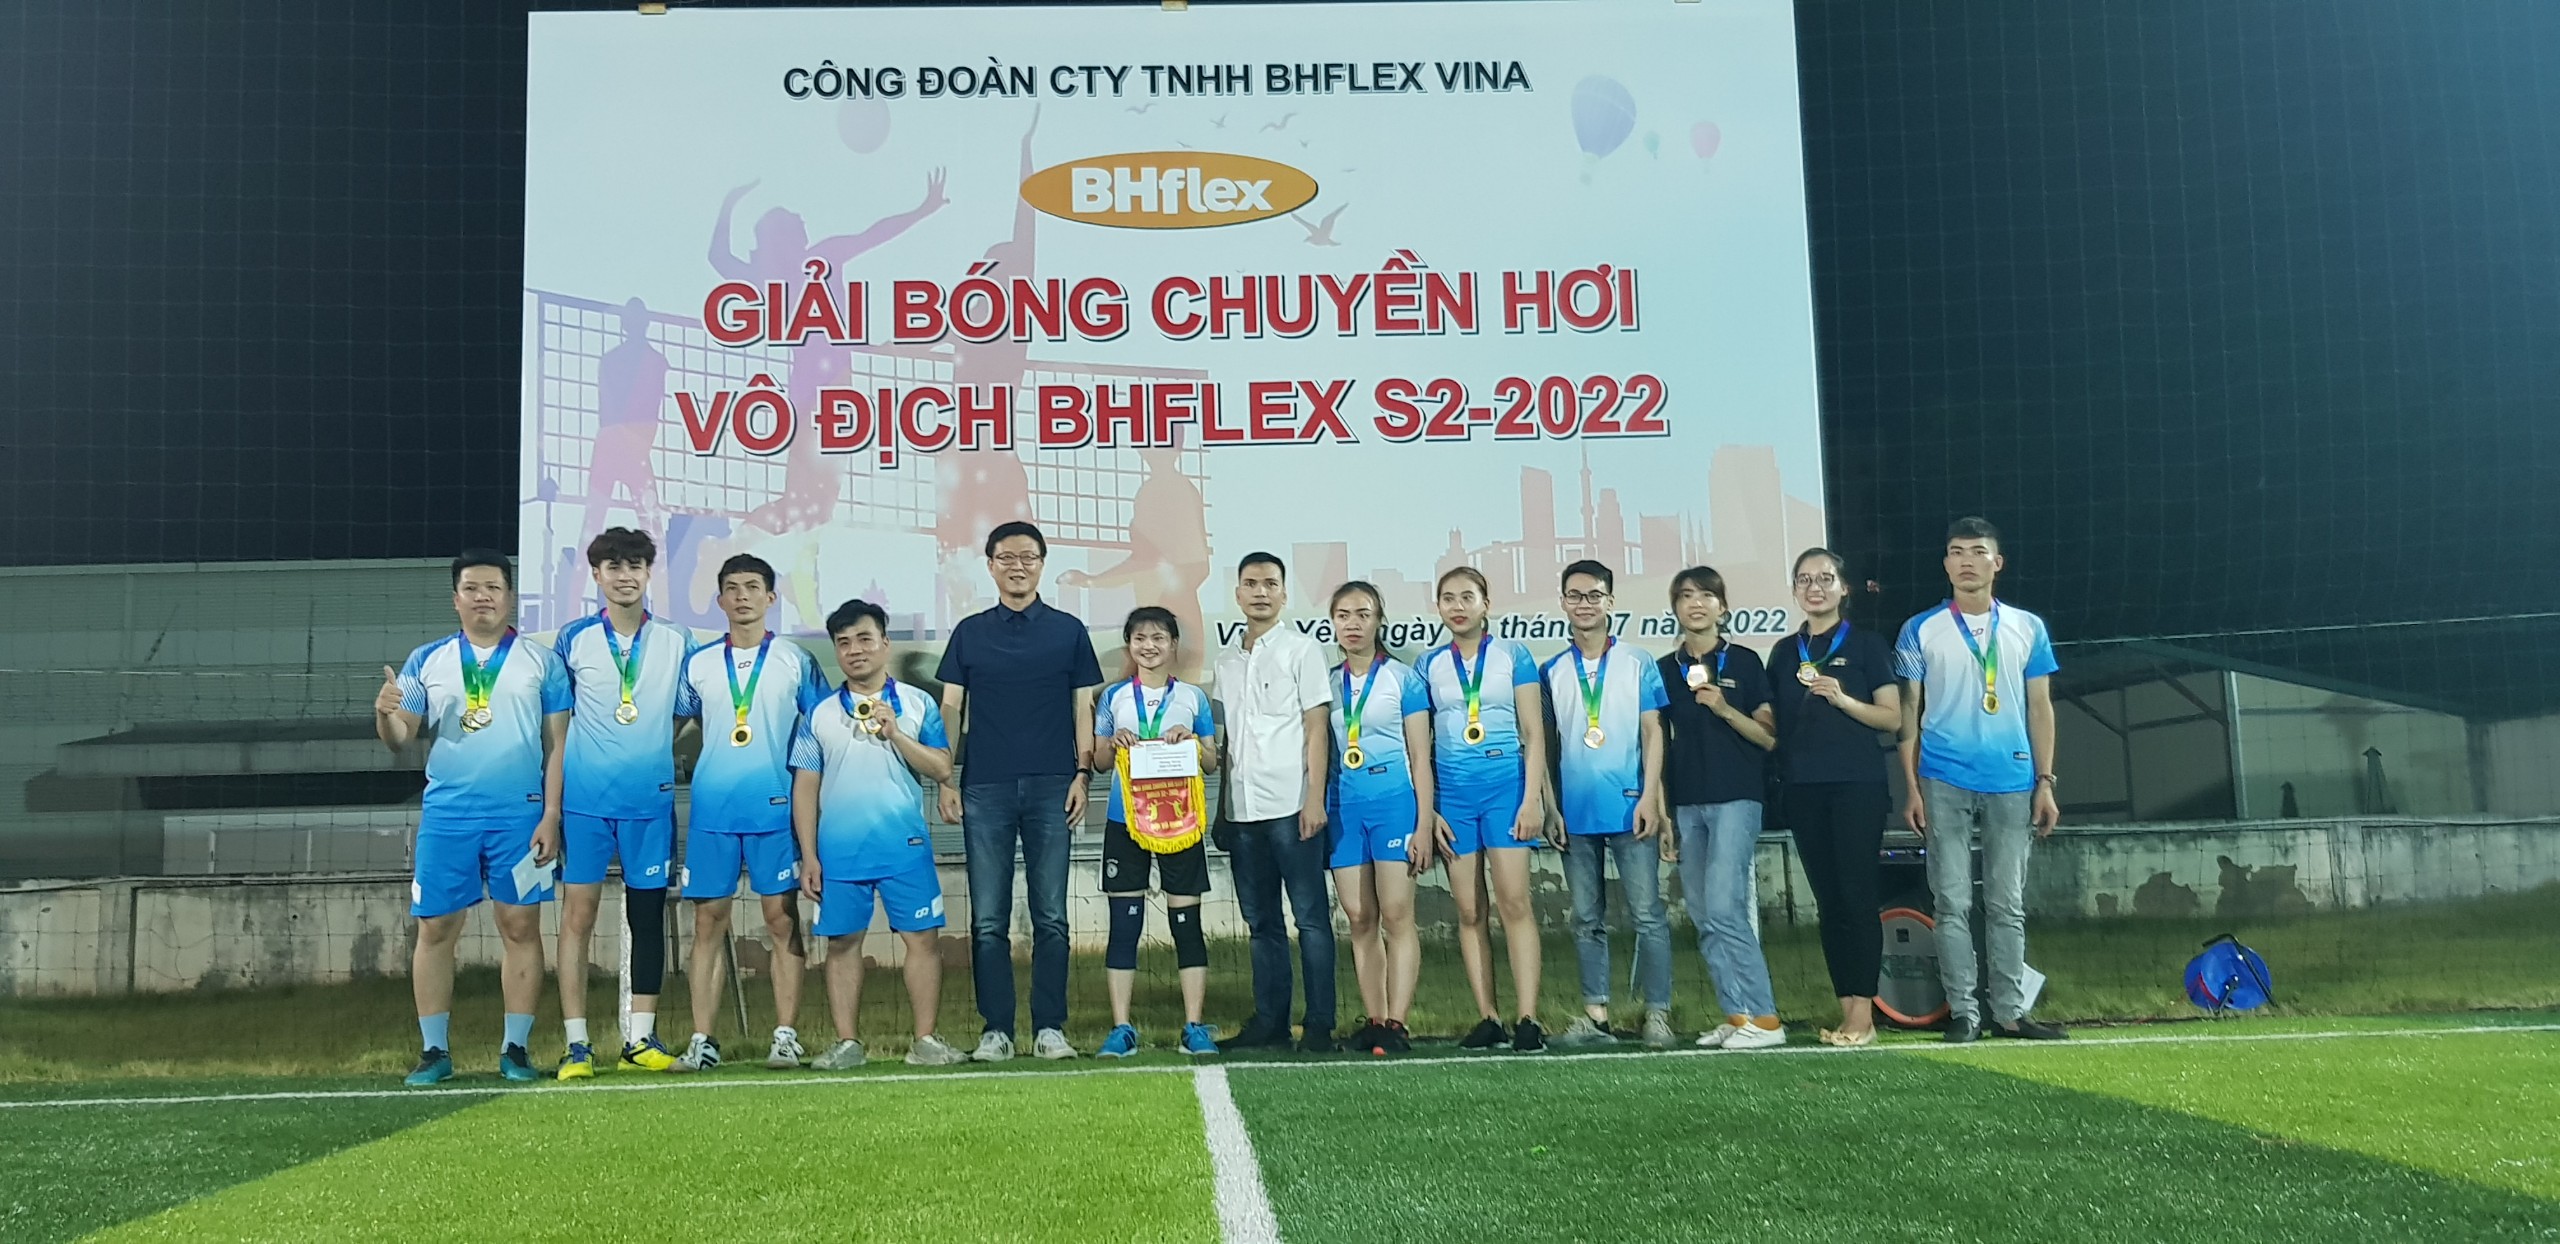 CÔNG ĐOÀN CTY TNHH BHFLEX VINA
BHflex
GIẢI BÓNG CHUYỀN HƠI
VÔ ĐỊCH BHFLEX S2-2022
Yên, ngày tháng 07 năm 2022